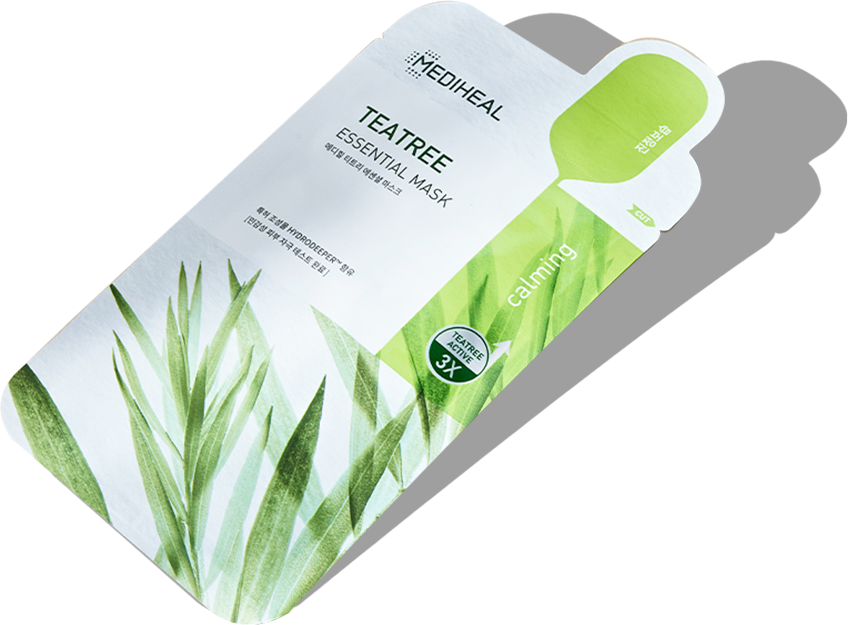 MEDIHEAL
TEATREE
ESSENTIAL MASK
메디힐 티트리 에센셜 마스크
특허 조성물 HYDRODEEPER™ 함유
[민감성 피부 자극 테스트 완료]
진정보습
CUT
calming
TEATREE
ACTIVE
3X